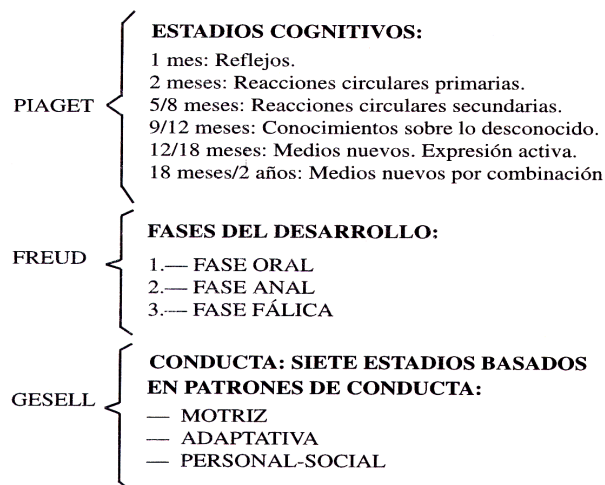 PIAGET
ESTADIOS COGNITIVOS:
1 mes: Reflejos.
2 meses: Reacciones circulares primarias.
5/8 meses: Reacciones circulares secundarias.
9/12 meses: Conocimientos sobre lo desconocido.
12/18 meses: Medios nuevos. Expresión activa.
18 meses/2 años: Medios nuevos por combinación
FREUD
FASES DEL DESARROLLO:
1.— FASE ORAL
2.— FASE ANAL
3.— FASE FÁLICA
GESELL
CONDUCTA: SIETE ESTADIOS BASADOS
EN PATRONES DE CONDUCTA:
— MOTRIZ
— ADAPTATIVA
— PERSONAL-SOCIAL